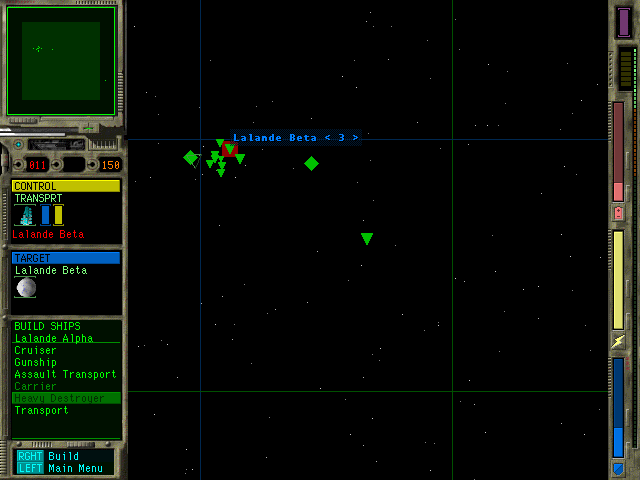 Lalande Beta < 3 >
011 150
CONTROL
TRANSPRT
Lalande Beta
TARGET
Lalande Beta
BUILD SHIPS
Lalande Alpha
Cruiser
Gunship
Assault Transport
Carrier
Heavy Destroyer
Transport
RGHT Build
LEFT Main Menu